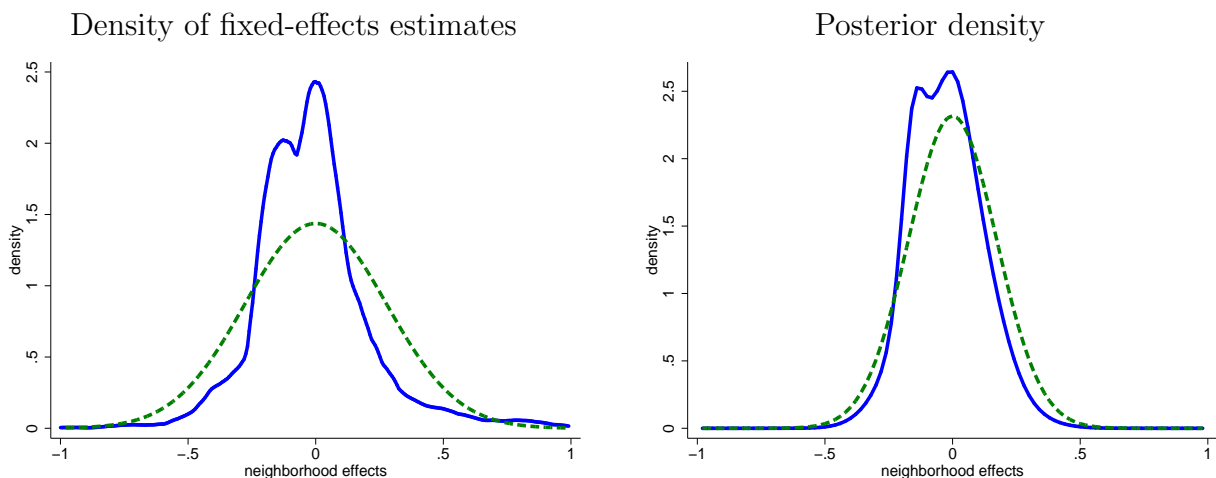 Density of fixed-effects estimates
density
0 .5 1 1.5 2 2.5
−1 −.5 0 .5 1
neighborhood effects
Posterior density
density
0 .5 1 1.5 2 2.5
−1 −.5 0 .5 1
neighborhood effects